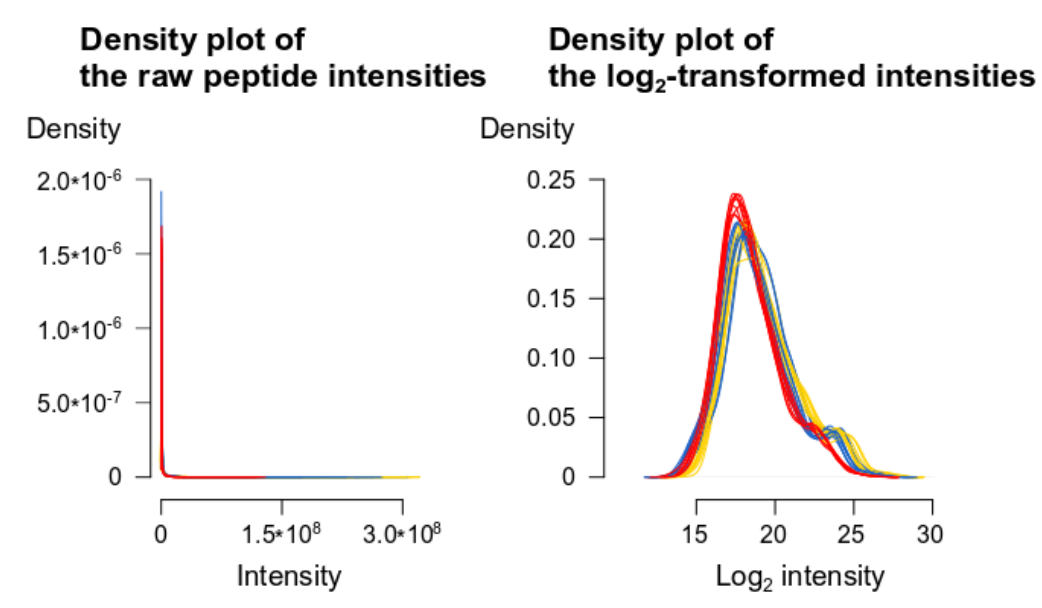 Density plot of
the raw peptide intensities
Density
2.0*10⁻⁶
1.5*10⁻⁶
1.0*10⁻⁶
5.0*10⁻⁷
0
0 1.5*10⁸ 3.0*10⁸
Intensity
Density plot of
the log₂-transformed intensities
Density
0.25
0.20
0.15
0.10
0.05
0
15 20 25 30
Log₂ intensity